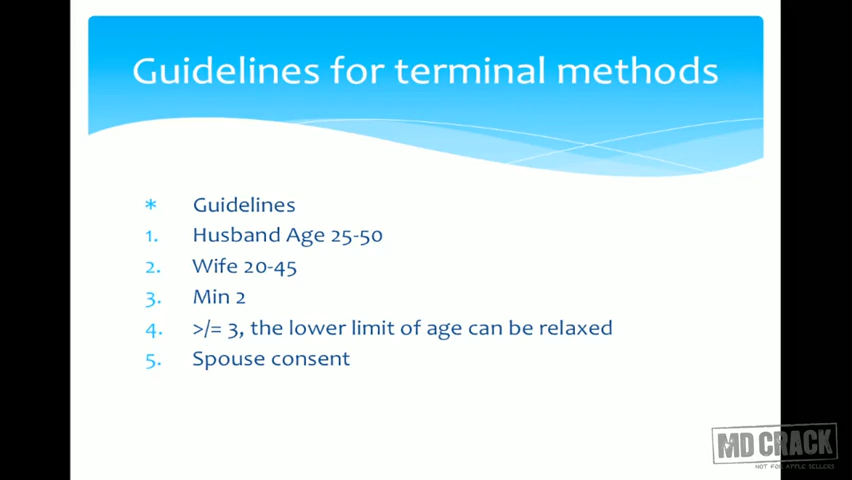 Guidelines for terminal methods
* Guidelines
1. Husband Age 25-50
2. Wife 20-45
3. Min 2
4. >/= 3, the lower limit of age can be relaxed
5. Spouse consent
MD CRACK
NOT FOR APPLE SELLERS